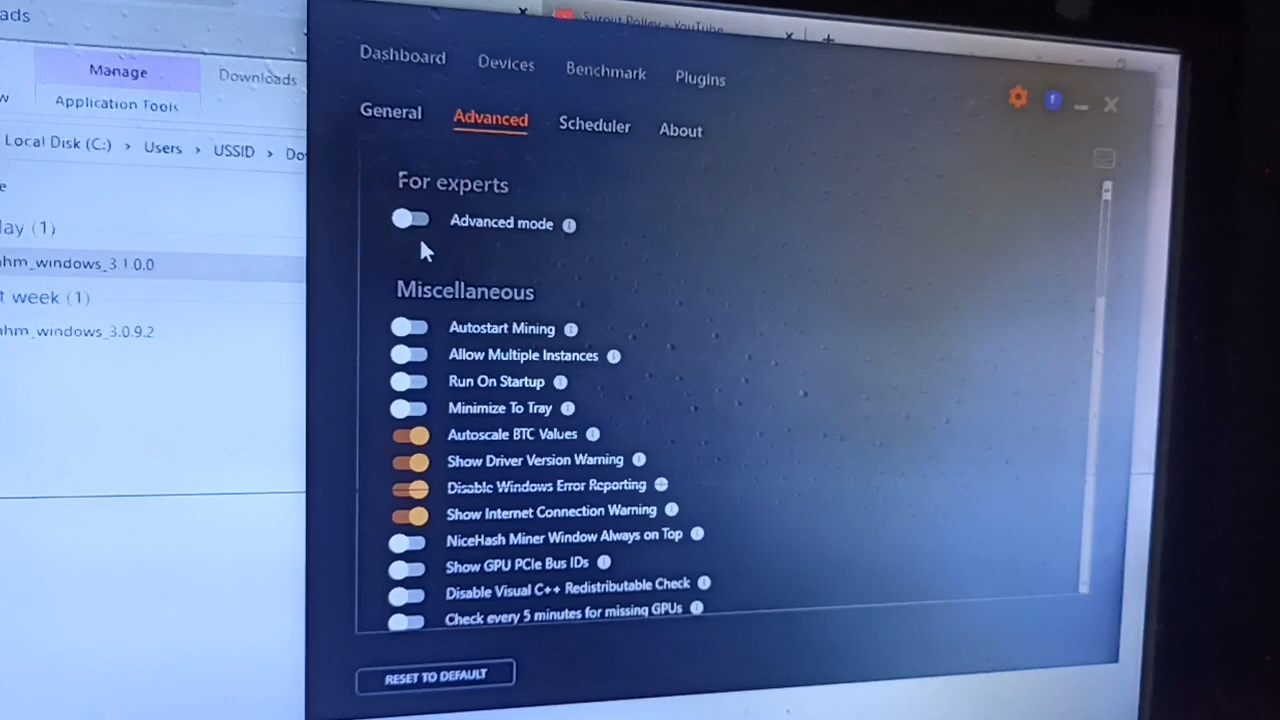 ads
YouTube
Manage
Downloads
Application Tools
Local Disk (C:) › Users › USSID ›
lay (1)
ahm_windows_3.1.0.0
t week (1)
ahm_windows_3.0.9.2
Dashboard Devices Benchmark Plugins
General Advanced Scheduler About
For experts
Advanced mode
Miscellaneous
Autostart Mining
Allow Multiple Instances
Run On Startup
Minimize To Tray
Autoscale BTC Values
Show Driver Version Warning
Disable Windows Error Reporting
Show Internet Connection Warning
NiceHash Miner Window Always on Top
Show GPU PCIe Bus IDs
Disable Visual C++ Redistributable Check
Check every 5 minutes for missing GPUs
RESET TO DEFAULT